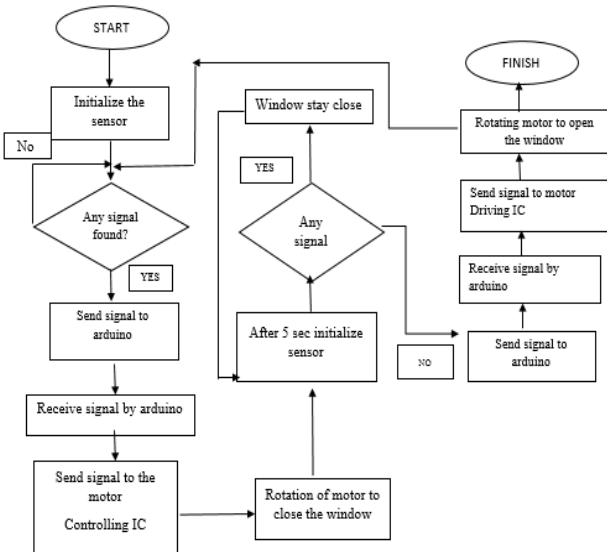 START
Initialize the
sensor
No
Any signal
found?
YES
Send signal to
arduino
Receive signal by arduino
Send signal to the
motor
Controlling IC
Rotation of motor to
close the window
After 5 sec initialize
sensor
Any
signal
YES
Window stay close
NO
Send signal to
arduino
Receive signal by
arduino
Send signal to motor
Driving IC
Rotating motor to open
the window
FINISH